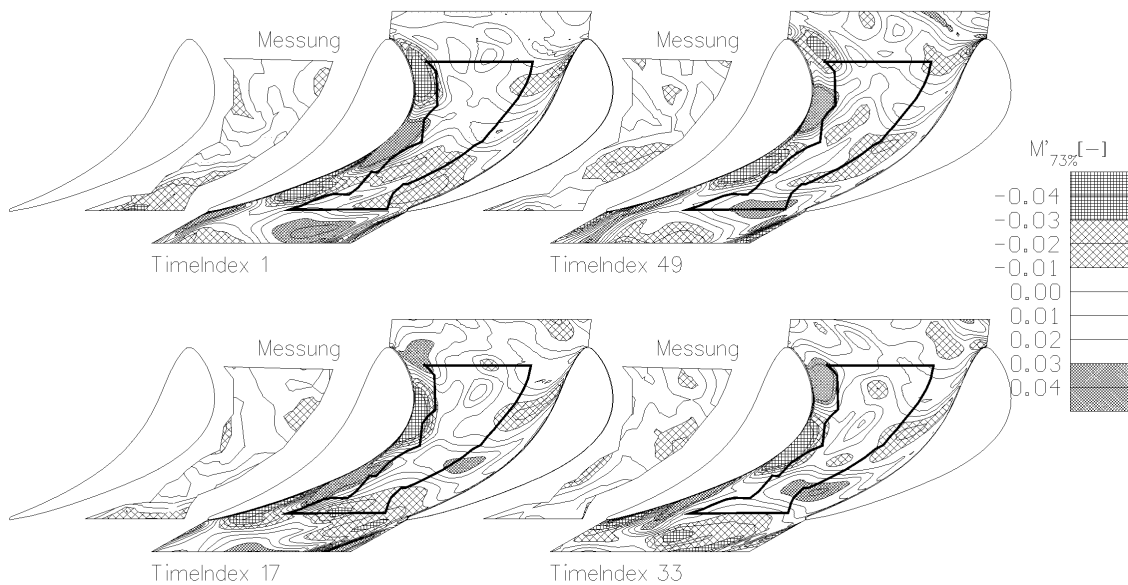 Messung
Messung
M'73%[-]
-0.04
-0.03
-0.02
-0.01
0.00
0.01
0.02
0.03
0.04
TimeIndex 1
TimeIndex 49
Messung
Messung
TimeIndex 17
TimeIndex 33